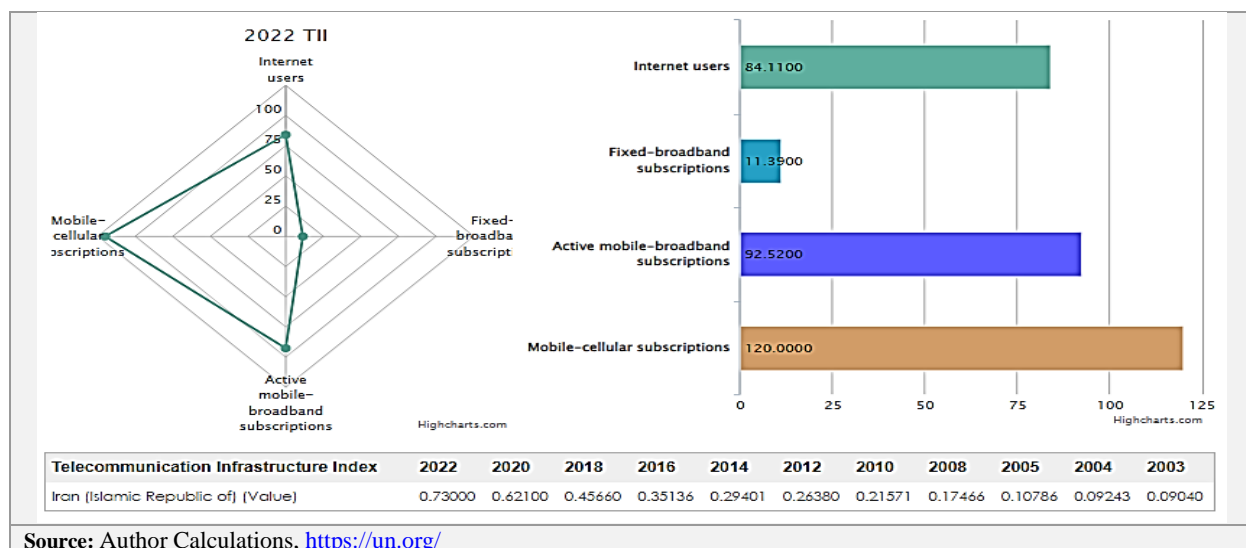 2022 TII
Internet
users
100
75
50
25
0
Mobile-
cellular
oscriptions
Fixed-
broadba
subscripti
Active
mobile-
broadband
subscriptions
Highcharts.com
Internet users
84.1100
Fixed-broadband
subscriptions
11.3900
Active mobile-broadband
subscriptions
92.5200
Mobile-cellular subscriptions
120.0000
0 25 50 75 100 125
Highcharts.com
Telecommunication Infrastructure Index 2022 2020 2018 2016 2014 2012 2010 2008 2005 2004 2003
Iran (Islamic Republic of) (Value) 0.73000 0.62100 0.45660 0.35136 0.29401 0.26380 0.21571 0.17466 0.10786 0.09243 0.09040
Source: Author Calculations, https://un.org/